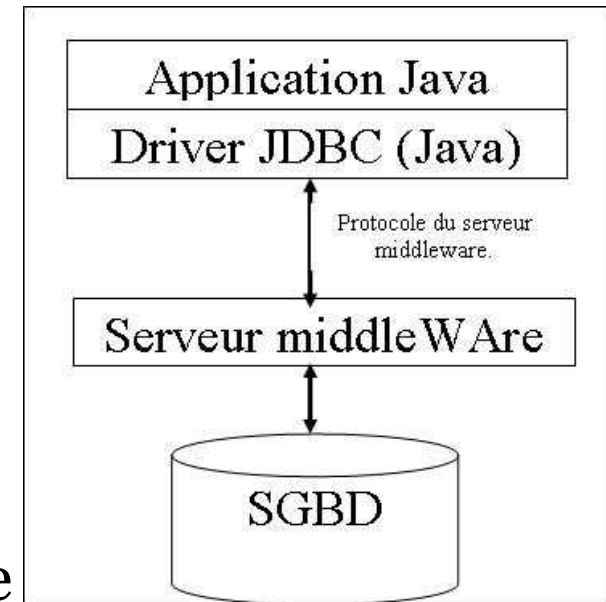 Application Java
Driver JDBC (Java)
Protocole du serveur
middleware.
Serveur middleWAre
SGBD
e